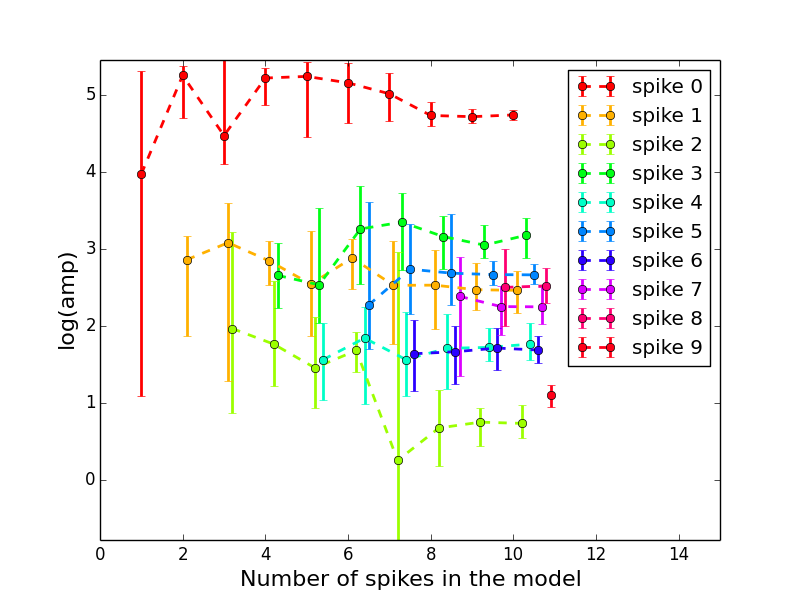 5
4
3
2
1
0
log(amp)
0 2 4 6 8 10 12 14
Number of spikes in the model
spike 0
spike 1
spike 2
spike 3
spike 4
spike 5
spike 6
spike 7
spike 8
spike 9